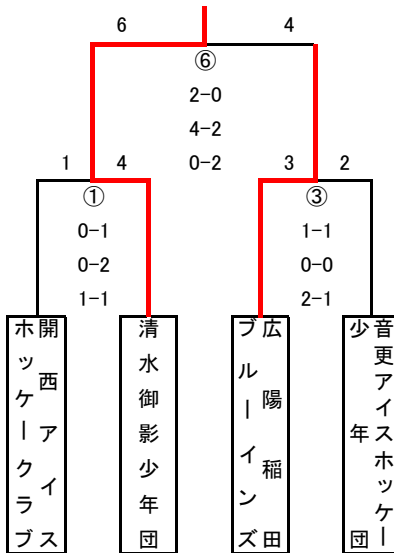 6 4
⑥
2-0
4-2
0-2
1 4 3 2
① ③
0-1 1-1
0-2 0-0
1-1 2-1
開西アイス
ホッケークラブ
清水御影少年団
広陽稲田
ブルーインズ
音更アイスホッケー
少年団